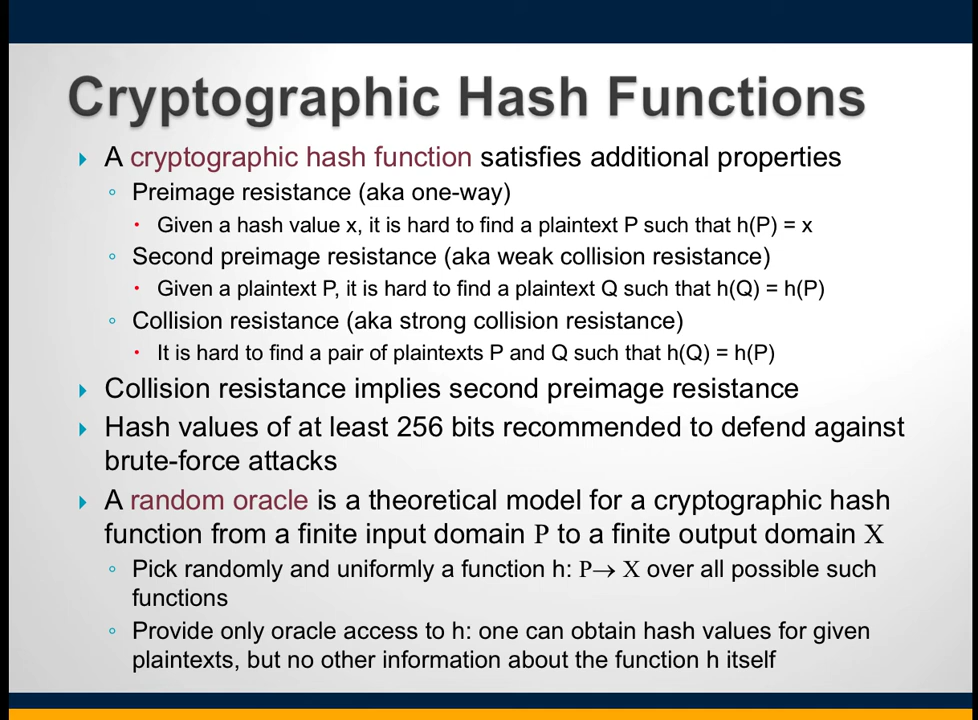 Cryptographic Hash Functions
A cryptographic hash function satisfies additional properties
Preimage resistance (aka one-way)
Given a hash value x, it is hard to find a plaintext P such that h(P) = x
Second preimage resistance (aka weak collision resistance)
Given a plaintext P, it is hard to find a plaintext Q such that h(Q) = h(P)
Collision resistance (aka strong collision resistance)
It is hard to find a pair of plaintexts P and Q such that h(Q) = h(P)
Collision resistance implies second preimage resistance
Hash values of at least 256 bits recommended to defend against
brute-force attacks
A random oracle is a theoretical model for a cryptographic hash
function from a finite input domain P to a finite output domain X
Pick randomly and uniformly a function h: P→ X over all possible such
functions
Provide only oracle access to h: one can obtain hash values for given
plaintexts, but no other information about the function h itself